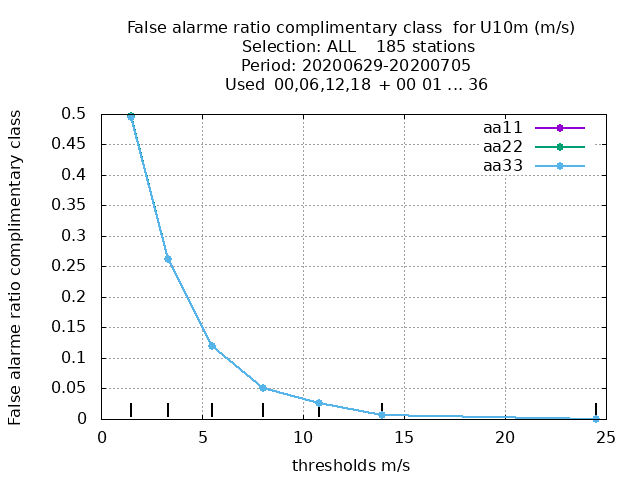 False alarme ratio complimentary class  for U10m (m/s)
Selection: ALL    185 stations
Period: 20200629-20200705
Used  00,06,12,18  + 00 01 ... 36
False alarme ratio complimentary class
0.5
0.45
0.4
0.35
0.3
0.25
0.2
0.15
0.1
0.05
0
aa11
aa22
aa33
0 5 10 15 20 25
thresholds m/s